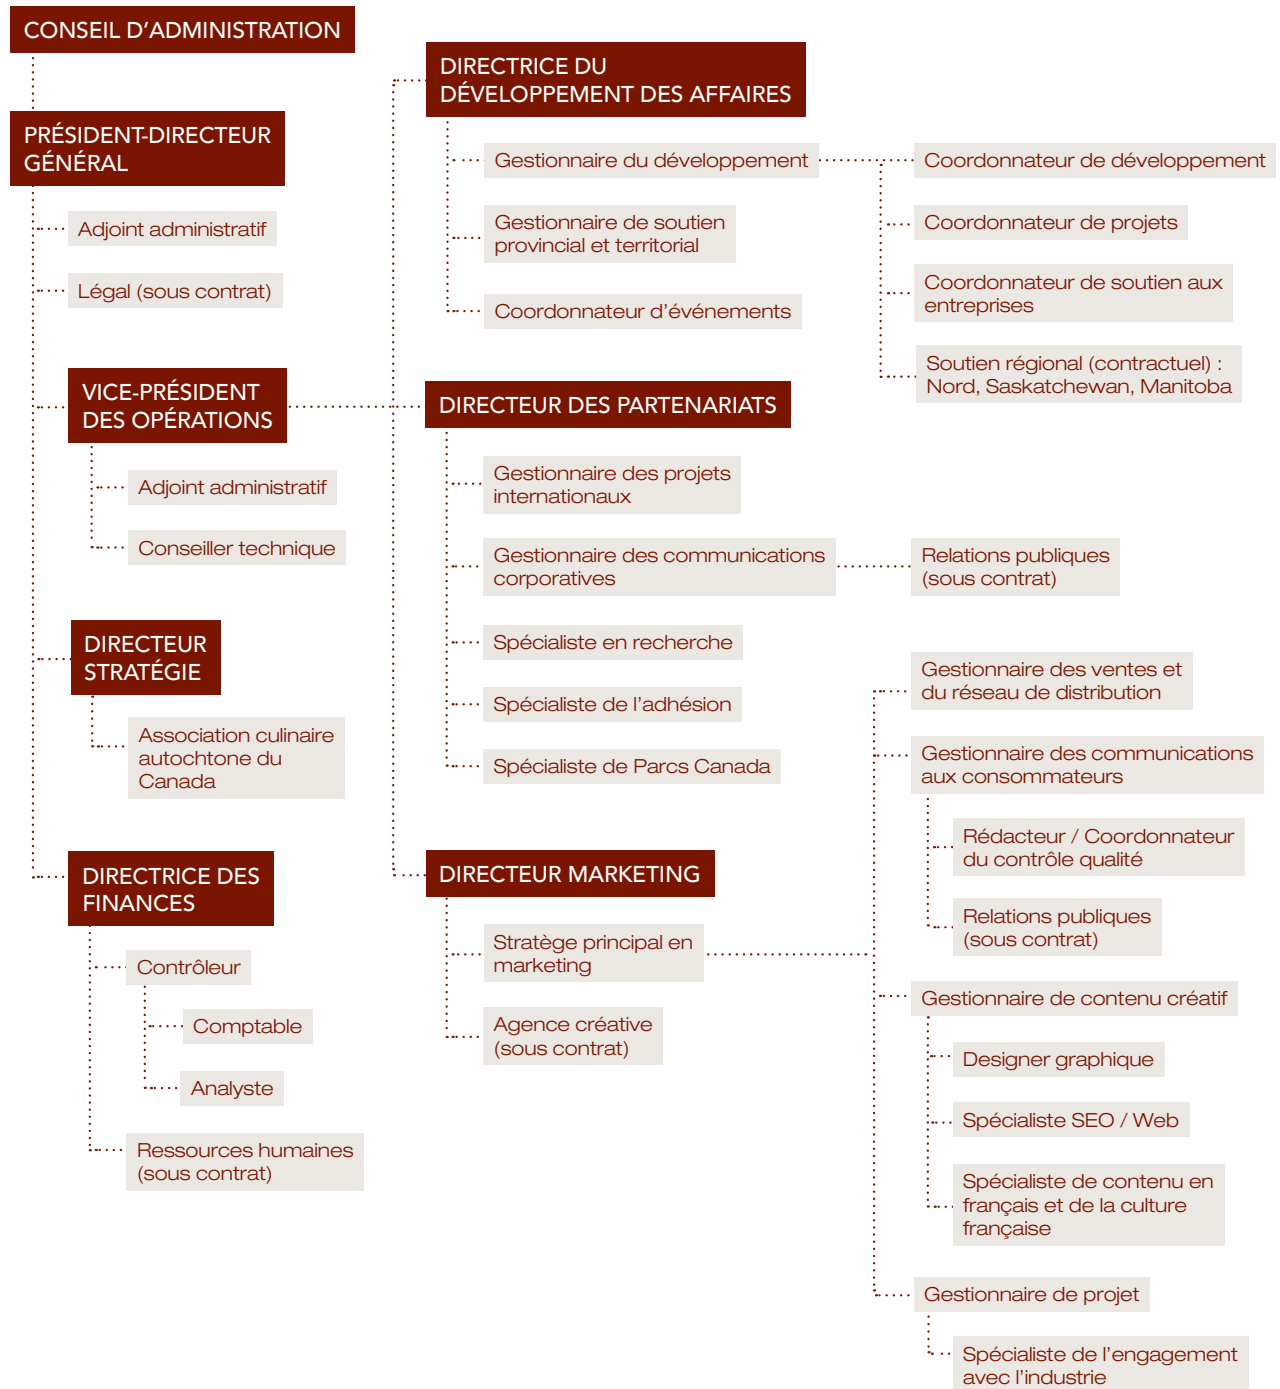 CONSEIL D’ADMINISTRATION
PRÉSIDENT-DIRECTEUR
GÉNÉRAL
Adjoint administratif
Légal (sous contrat)
VICE-PRÉSIDENT
DES OPÉRATIONS
Adjoint administratif
Conseiller technique
DIRECTEUR
STRATÉGIE
Association culinaire
autochtone du
Canada
DIRECTRICE DES
FINANCES
Contrôleur
Comptable
Analyste
Ressources humaines
(sous contrat)
DIRECTRICE DU
DÉVELOPPEMENT DES AFFAIRES
Gestionnaire du développement
Gestionnaire de soutien
provincial et territorial
Coordonnateur d’événements
Coordonnateur de développement
Coordonnateur de projets
Coordonnateur de soutien aux
entreprises
Soutien régional (contractuel) :
Nord, Saskatchewan, Manitoba
DIRECTEUR DES PARTENARIATS
Gestionnaire des projets
internationaux
Gestionnaire des communications
corporatives
Relations publiques
(sous contrat)
Spécialiste en recherche
Spécialiste de l’adhésion
Spécialiste de Parcs Canada
DIRECTEUR MARKETING
Stratège principal en
marketing
Agence créative
(sous contrat)
Gestionnaire des ventes et
du réseau de distribution
Gestionnaire des communications
aux consommateurs
Rédacteur / Coordonnateur
du contrôle qualité
Relations publiques
(sous contrat)
Gestionnaire de contenu créatif
Designer graphique
Spécialiste SEO / Web
Spécialiste de contenu en
français et de la culture
française
Gestionnaire de projet
Spécialiste de l’engagement
avec l’industrie